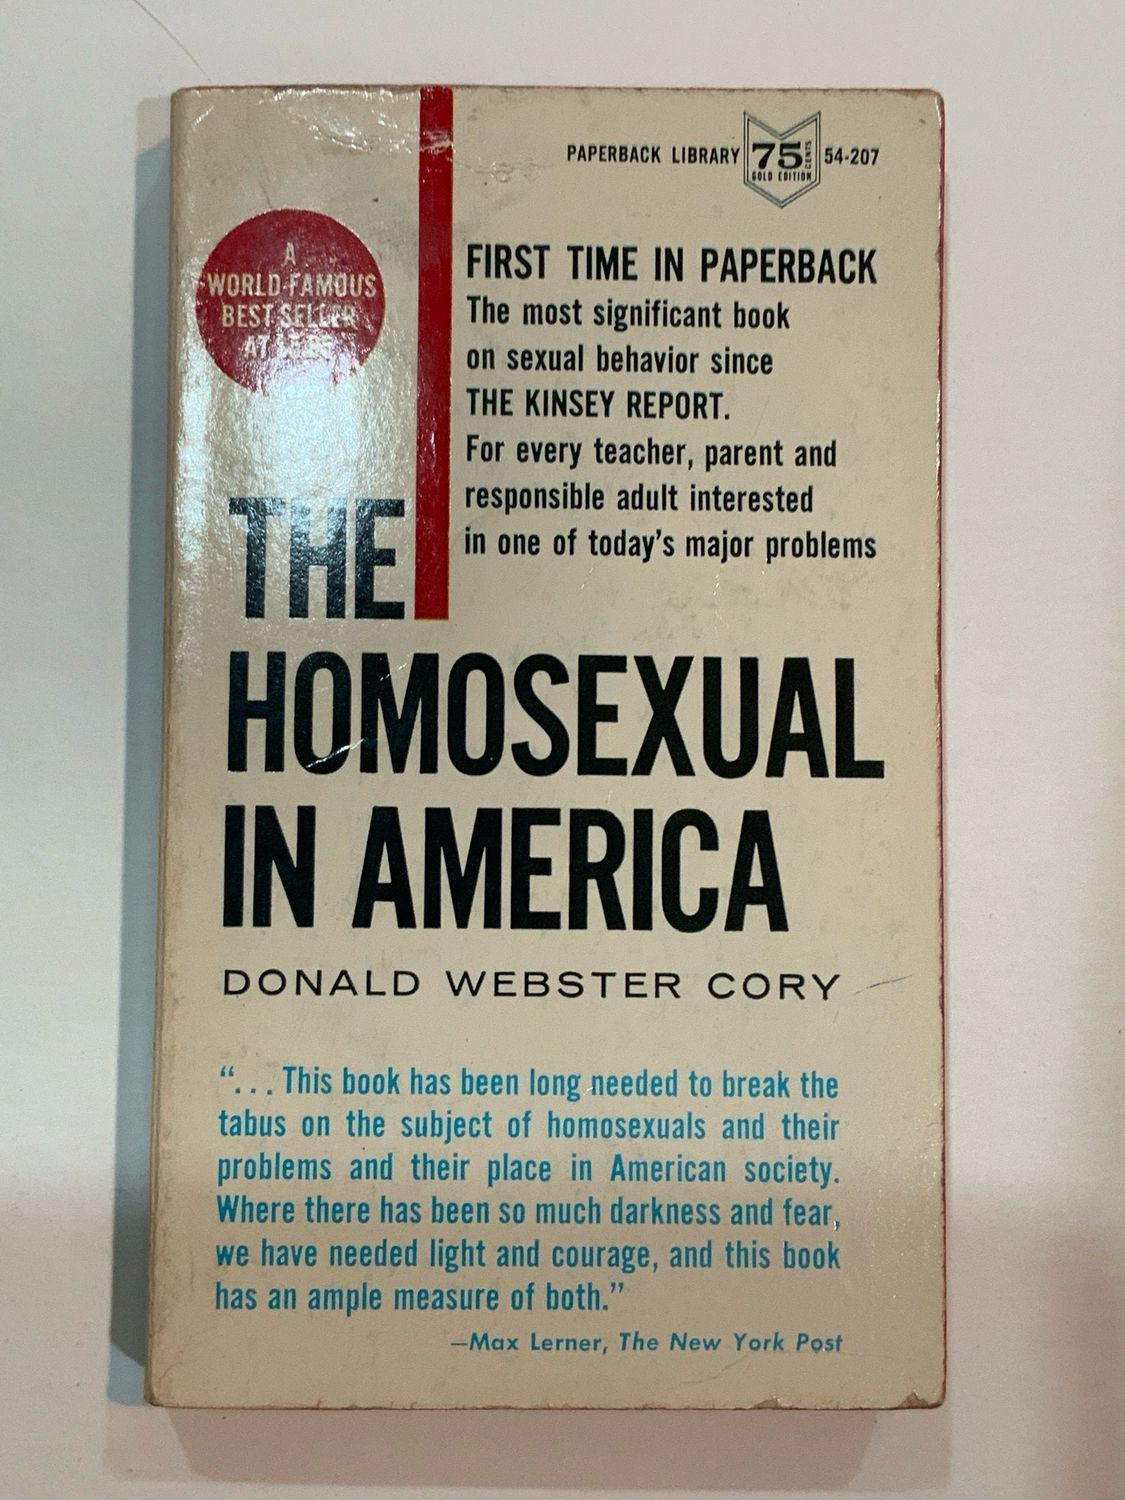 PAPERBACK LIBRARY 75 CENTS GOLD EDITION 54-207
A
WORLD-FAMOUS
BEST SELLER
AT
FIRST TIME IN PAPERBACK
The most significant book
on sexual behavior since
THE KINSEY REPORT.
For every teacher, parent and
responsible adult interested
in one of today's major problems
THE
HOMOSEXUAL
IN AMERICA
DONALD WEBSTER CORY
“. . . This book has been long needed to break the
tabus on the subject of homosexuals and their
problems and their place in American society.
Where there has been so much darkness and fear,
we have needed light and courage, and this book
has an ample measure of both.”
—Max Lerner, The New York Post